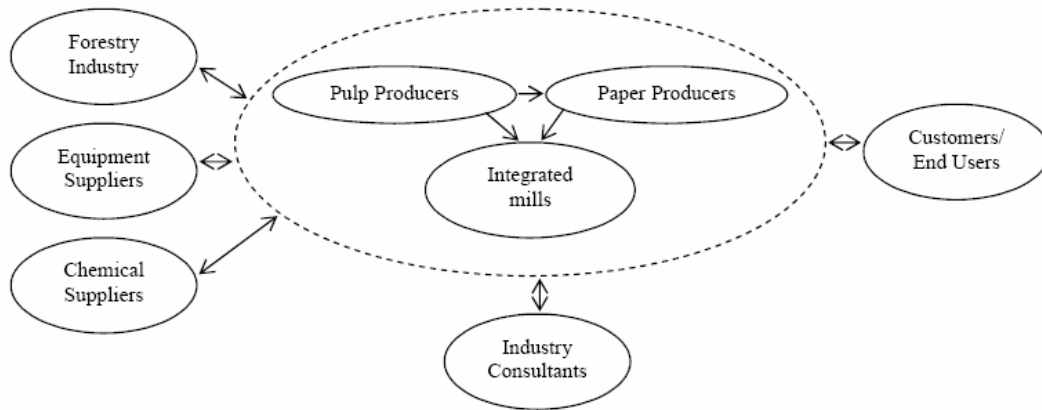 Forestry
Industry
Pulp Producers
Paper Producers
Equipment
Suppliers
Integrated
mills
Customers/
End Users
Chemical
Suppliers
Industry
Consultants